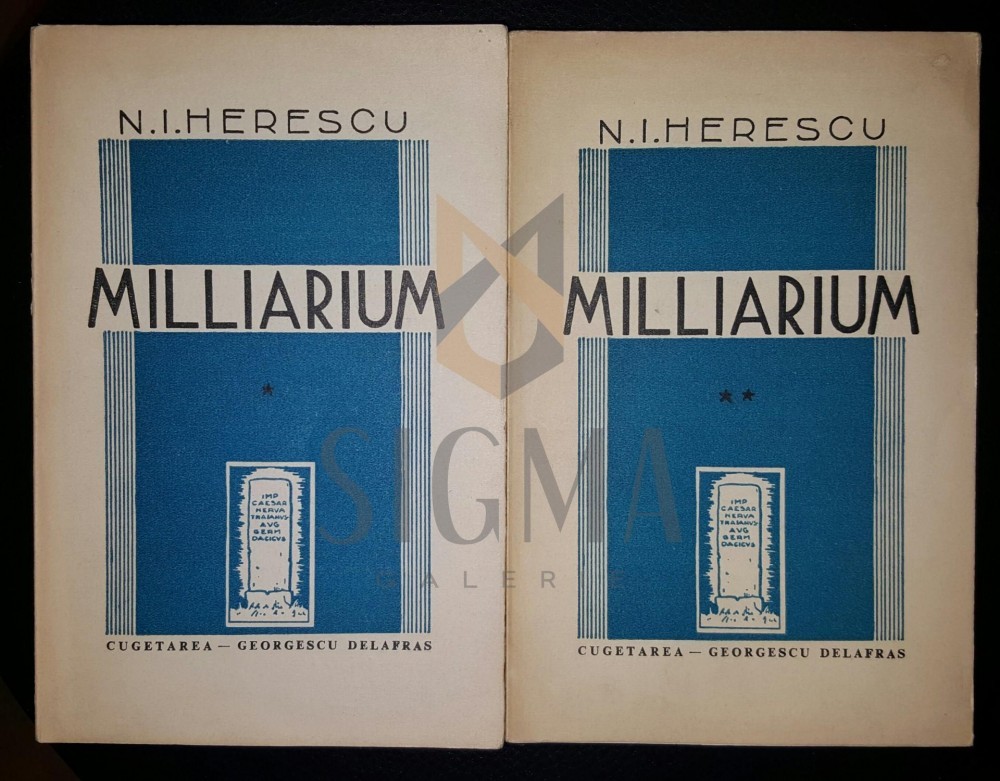 N.I.HERESCU
MILLIARIUM
*
IMP
CAESAR
NERVA
TRAIANVS
AVG
GERM
DACICVS
CUGETAREA — GEORGESCU DELAFRAS
N.I.HERESCU
MILLIARIUM
**
IMP
CAESAR
NERVA
TRAIANVS
AVG
GERM
DACICVS
CUGETAREA — GEORGESCU DELAFRAS
SIGMA